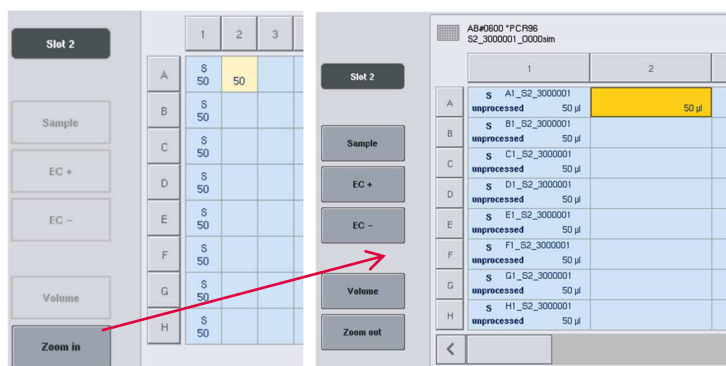 Slot 2
Sample
EC +
EC -
Volume
Zoom in
1 2 3
A S 50 50
B S 50
C S 50
D S 50
E S 50
F S 50
G S 50
H S 50
AB#0600 *PCR96
S2_3000001_0000sim
Slot 2
Sample
EC +
EC -
Volume
Zoom out
1 2
A S A1_S2_3000001
unprocessed 50 µl 50 µl
B S B1_S2_3000001
unprocessed 50 µl
C S C1_S2_3000001
unprocessed 50 µl
D S D1_S2_3000001
unprocessed 50 µl
E S E1_S2_3000001
unprocessed 50 µl
F S F1_S2_3000001
unprocessed 50 µl
G S G1_S2_3000001
unprocessed 50 µl
H S H1_S2_3000001
unprocessed 50 µl